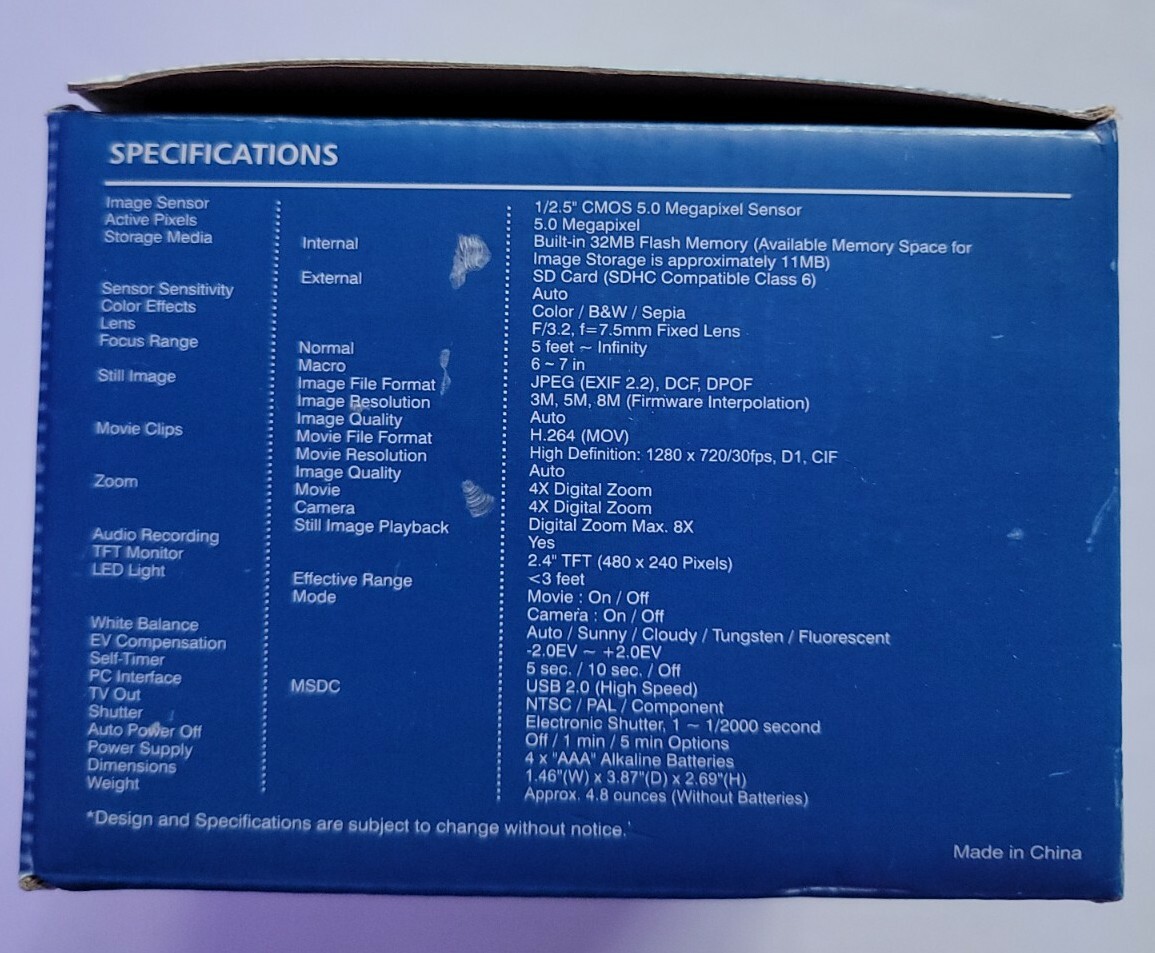 SPECIFICATIONS
Image Sensor 1/2.5" CMOS 5.0 Megapixel Sensor
Active Pixels 5.0 Megapixel
Storage Media Internal Built-in 32MB Flash Memory (Available Memory Space for
Image Storage is approximately 11MB)
External SD Card (SDHC Compatible Class 6)
Sensor Sensitivity Auto
Color Effects Color / B&W / Sepia
Lens F/3.2, f=7.5mm Fixed Lens
Focus Range Normal 5 feet ~ Infinity
Macro 6 ~ 7 in
Still Image Image File Format JPEG (EXIF 2.2), DCF, DPOF
Image Resolution 3M, 5M, 8M (Firmware Interpolation)
Image Quality Auto
Movie Clips Movie File Format H.264 (MOV)
Movie Resolution High Definition: 1280 x 720/30fps, D1, CIF
Image Quality Auto
Zoom Movie 4X Digital Zoom
Camera 4X Digital Zoom
Still Image Playback Digital Zoom Max. 8X
Audio Recording Yes
TFT Monitor 2.4" TFT (480 x 240 Pixels)
LED Light Effective Range <3 feet
Mode Movie : On / Off
Camera : On / Off
White Balance Auto / Sunny / Cloudy / Tungsten / Fluorescent
EV Compensation -2.0EV ~ +2.0EV
Self-Timer 5 sec. / 10 sec. / Off
PC Interface MSDC USB 2.0 (High Speed)
TV Out NTSC / PAL / Component
Shutter Electronic Shutter, 1 ~ 1/2000 second
Auto Power Off Off / 1 min / 5 min Options
Power Supply 4 x "AAA" Alkaline Batteries
Dimensions 1.46"(W) x 3.87"(D) x 2.69"(H)
Weight Approx. 4.8 ounces (Without Batteries)
*Design and Specifications are subject to change without notice.
Made in China